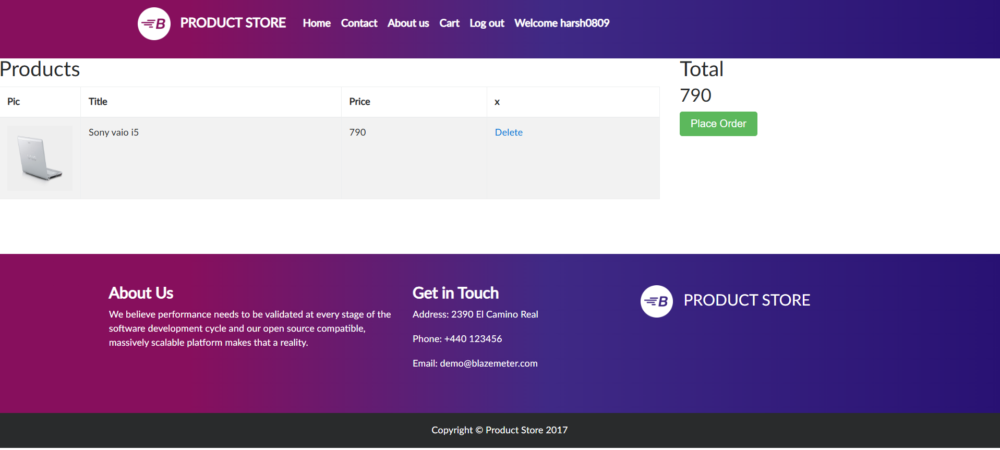 B PRODUCT STORE Home Contact About us Cart Log out Welcome harsh0809
Products
Pic Title Price x
Sony vaio i5 790 Delete
VAIO
Total
790
Place Order
About Us
We believe performance needs to be validated at every stage of the
software development cycle and our open source compatible,
massively scalable platform makes that a reality.
Get in Touch
Address: 2390 El Camino Real
Phone: +440 123456
Email: demo@blazemeter.com
B PRODUCT STORE
Copyright © Product Store 2017